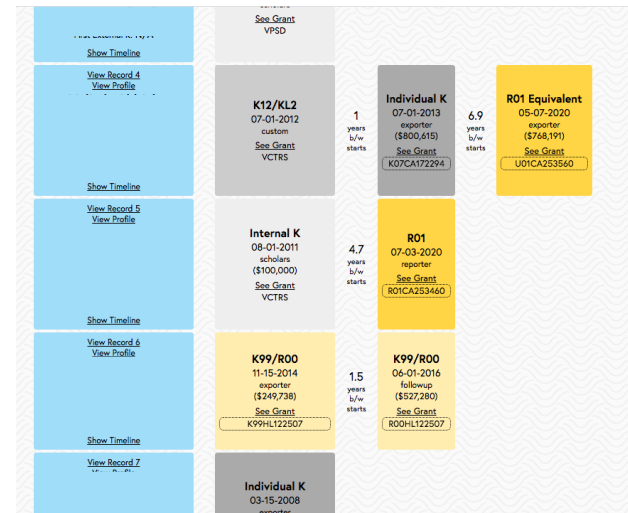 See Grant
VPSD
Show Timeline
View Record 4
View Profile
Show Timeline
K12/KL2
07-01-2012
custom
See Grant
VCTRS
1
years
b/w
starts
Individual K
07-01-2013
exporter
($800,615)
See Grant
K07CA172294
6.9
years
b/w
starts
R01 Equivalent
05-07-2020
exporter
($768,191)
See Grant
U01CA253560
View Record 5
View Profile
Show Timeline
Internal K
08-01-2011
scholars
($100,000)
See Grant
VCTRS
4.7
years
b/w
starts
R01
07-03-2020
reporter
See Grant
R01CA253460
View Record 6
View Profile
Show Timeline
K99/R00
11-15-2014
exporter
($249,738)
See Grant
K99HL122507
1.5
years
b/w
starts
K99/R00
06-01-2016
followup
($527,280)
See Grant
R00HL122507
View Record 7
Individual K
03-15-2008